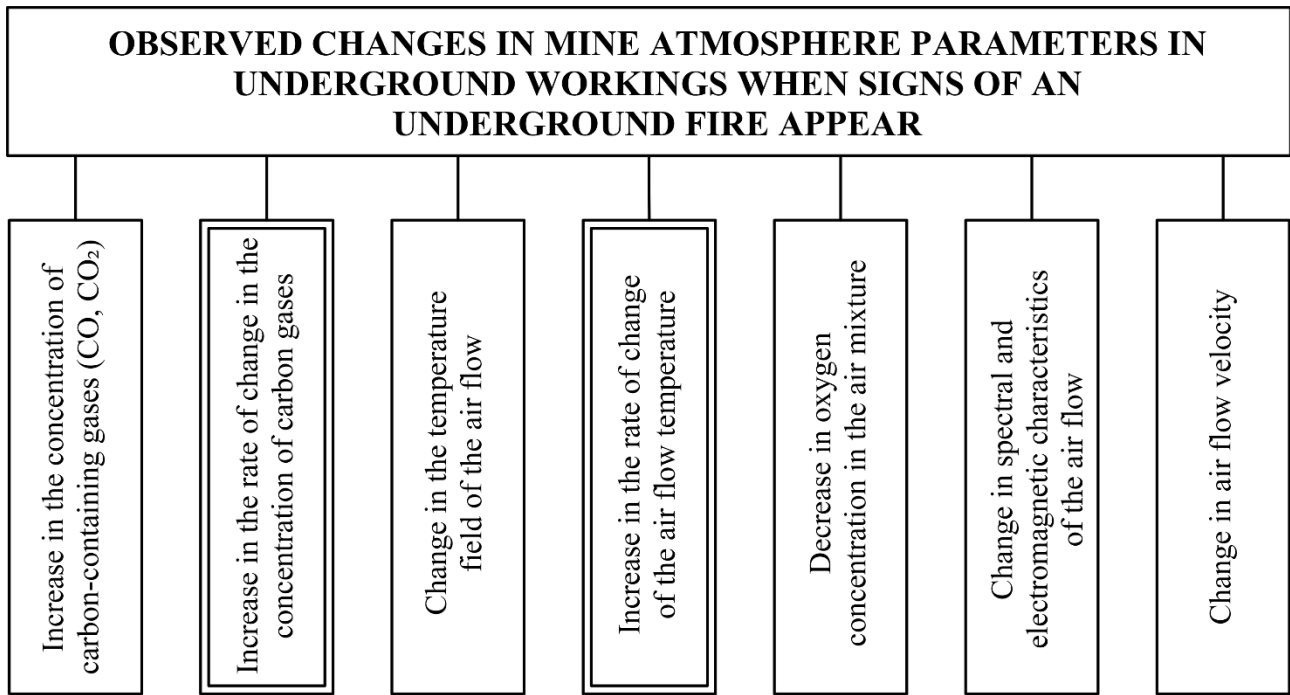 OBSERVED CHANGES IN MINE ATMOSPHERE PARAMETERS IN
UNDERGROUND WORKINGS WHEN SIGNS OF AN
UNDERGROUND FIRE APPEAR
Increase in the concentration of
carbon-containing gases (CO, CO₂)
Increase in the rate of change in the
concentration of carbon gases
Change in the temperature
field of the air flow
Increase in the rate of change
of the air flow temperature
Decrease in oxygen
concentration in the air mixture
Change in spectral and
electromagnetic characteristics
of the air flow
Change in air flow velocity